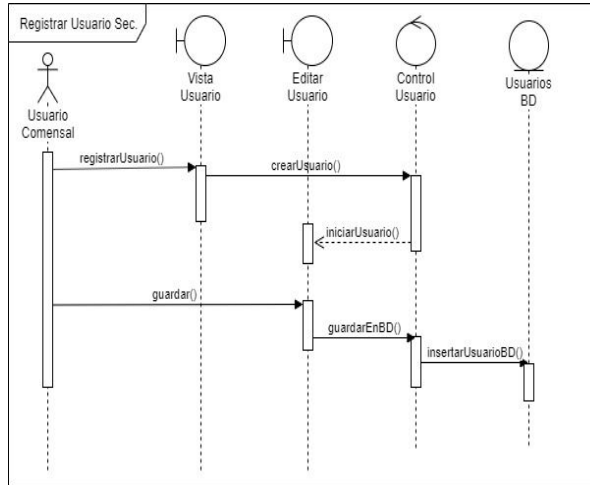 Registrar Usuario Sec.
Usuario
Comensal
Vista
Usuario
Editar
Usuario
Control
Usuario
Usuarios
BD
registrarUsuario()
crearUsuario()
iniciarUsuario()
guardar()
guardarEnBD()
insertarUsuarioBD()